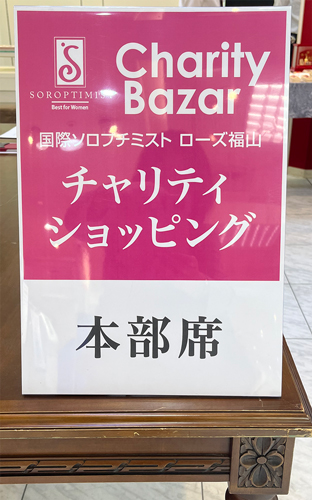 SOROPTIMIST
Best for Women
Charity
Bazar
国際ソロプチミスト ローズ福山
チャリティ
ショッピング
本部席